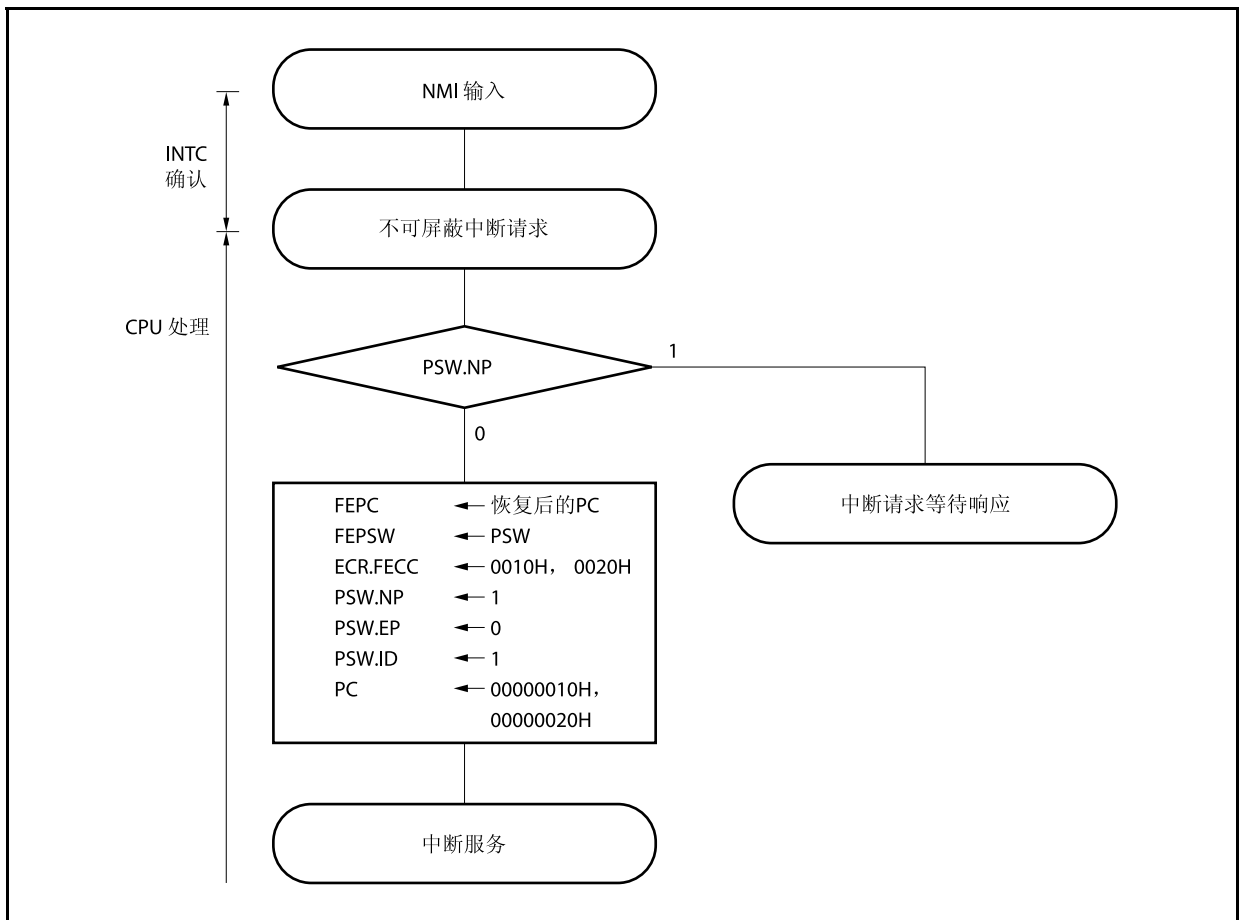 NMI 输入
INTC
确认
不可屏蔽中断请求
CPU 处理
PSW.NP
1
0
FEPC ← 恢复后的PC
FEPSW ← PSW
ECR.FECC ← 0010H， 0020H
PSW.NP ← 1
PSW.EP ← 0
PSW.ID ← 1
PC ← 00000010H，
00000020H
中断请求等待响应
中断服务